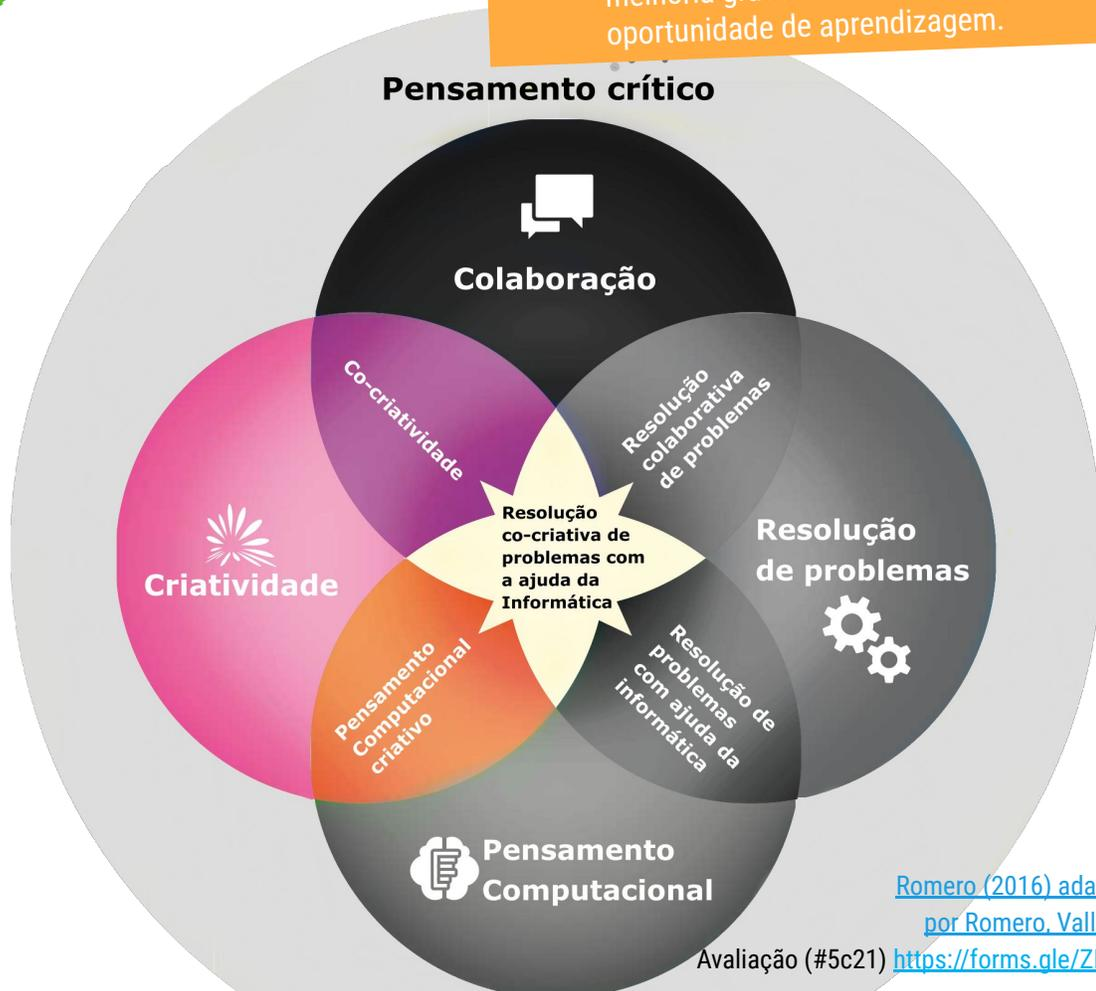 oportunidade de aprendizagem.
Pensamento crítico
Colaboração
Co-criatividade
Resolução
colaborativa
de problemas
Resolução
co-criativa de
problemas com
a ajuda da
Informática
Criatividade
Resolução
de problemas
Pensamento
Computacional
criativo
Resolução de
problemas
com ajuda da
informática
Pensamento
Computacional
Romero (2016) ada
por Romero, Vall
Avaliação (#5c21) https://forms.gle/Z